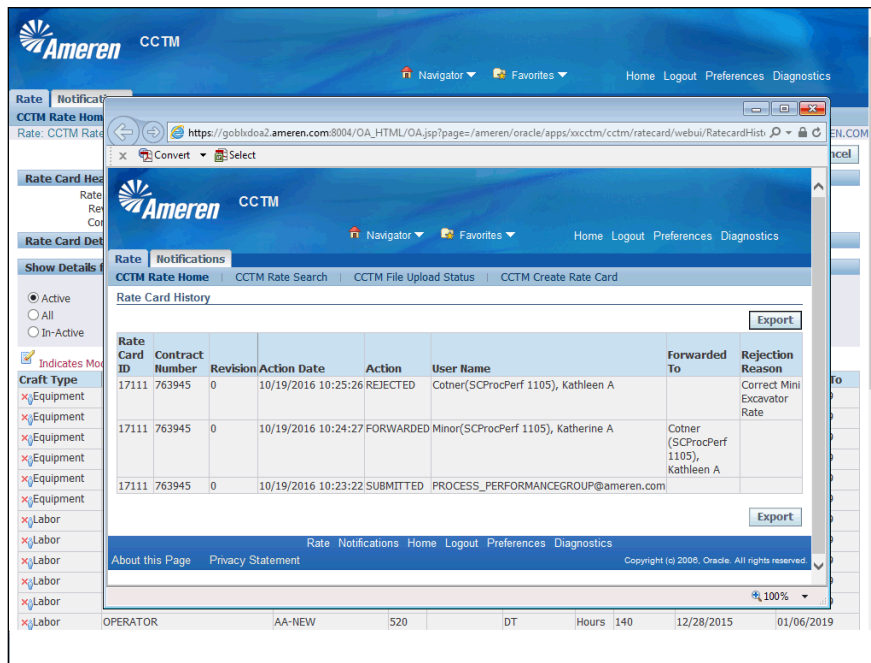 Ameren CCTM
Navigator Favorites Home Logout Preferences Diagnostics
Rate Notificat
CCTM Rate Hom
Rate: CCTM Rate EN.COM
ncel
Rate Card Hea
Rate
Rev
Cor
Rate Card Det
Show Details f
Active
All
In-Active
Indicates Mod
Craft Type To
Equipment
Equipment
Equipment
Equipment
Equipment
Equipment
Labor
Labor
Labor
Labor
Labor
Labor OPERATOR AA-NEW 520 DT Hours 140 12/28/2015 01/06/2019
https://goblxdoa2.ameren.com:8004/OA_HTML/OA.jsp?page=/ameren/oracle/apps/xxcctm/cctm/ratecard/webui/RatecardHist
x Convert Select
Ameren CCTM
Navigator Favorites Home Logout Preferences Diagnostics
Rate Notifications
CCTM Rate Home | CCTM Rate Search | CCTM File Upload Status | CCTM Create Rate Card
Rate Card History
Export
Rate
Card Contract Forwarded Rejection
ID Number Revision Action Date Action User Name To Reason
17111 763945 0 10/19/2016 10:25:26 REJECTED Cotner(SCProcPerf 1105), Kathleen A Correct Mini
Excavator
Rate
17111 763945 0 10/19/2016 10:24:27 FORWARDED Minor(SCProcPerf 1105), Katherine A Cotner
(SCProcPerf
1105),
Kathleen A
17111 763945 0 10/19/2016 10:23:22 SUBMITTED PROCESS_PERFORMANCEGROUP@ameren.com
Export
Rate Notifications Home Logout Preferences Diagnostics
About this Page Privacy Statement Copyright (c) 2006, Oracle. All rights reserved.
100%